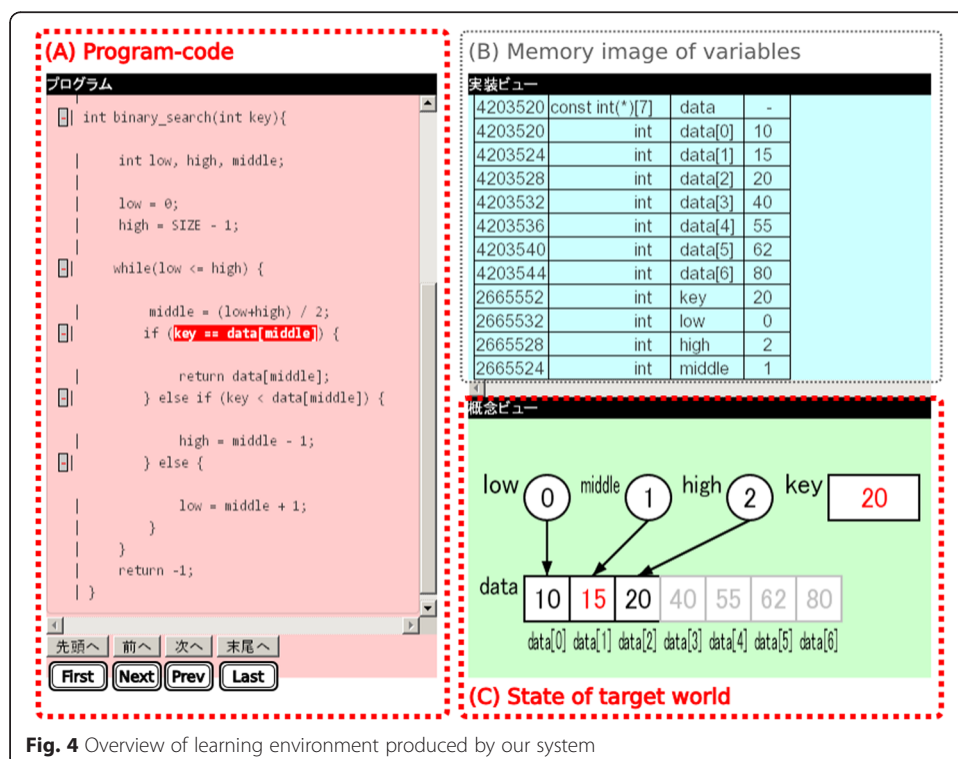 (A) Program-code
プログラム
int binary_search(int key){
int low, high, middle;
low = 0;
high = SIZE - 1;
while(low <= high) {
middle = (low+high) / 2;
if (key == data[middle]) {
return data[middle];
} else if (key < data[middle]) {
high = middle - 1;
} else {
low = middle + 1;
}
}
return -1;
}
先頭へ 前へ 次へ 末尾へ
First Next Prev Last
(B) Memory image of variables
実装ビュー
4203520 const int(*)[7] data -
4203520 int data[0] 10
4203524 int data[1] 15
4203528 int data[2] 20
4203532 int data[3] 40
4203536 int data[4] 55
4203540 int data[5] 62
4203544 int data[6] 80
2665552 int key 20
2665532 int low 0
2665528 int high 2
2665524 int middle 1
概念ビュー
low 0 middle 1 high 2 key 20
data 10 15 20 40 55 62 80
data[0] data[1] data[2] data[3] data[4] data[5] data[6]
(C) State of target world
Fig. 4 Overview of learning environment produced by our system